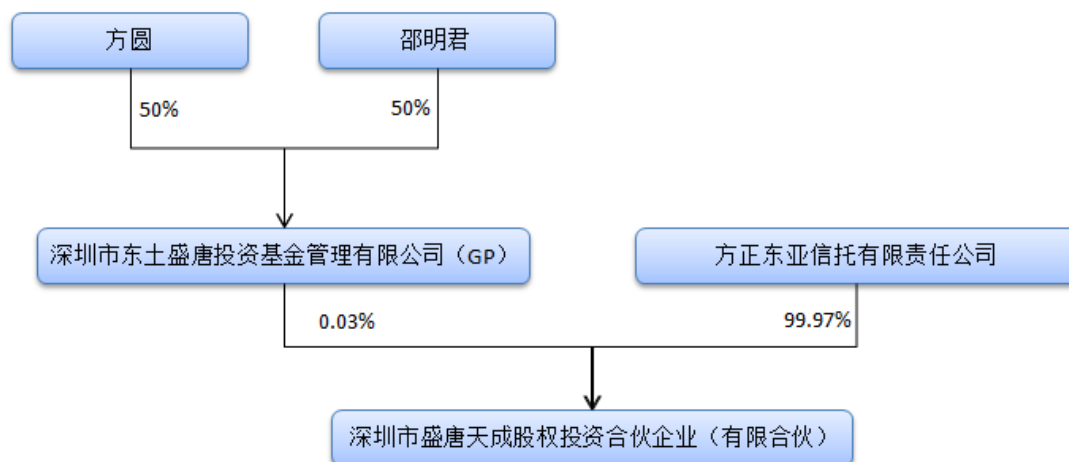 方圆
邵明君
50%
50%
深圳市东土盛唐投资基金管理有限公司（GP）
方正东亚信托有限责任公司
0.03%
99.97%
深圳市盛唐天成股权投资合伙企业（有限合伙）